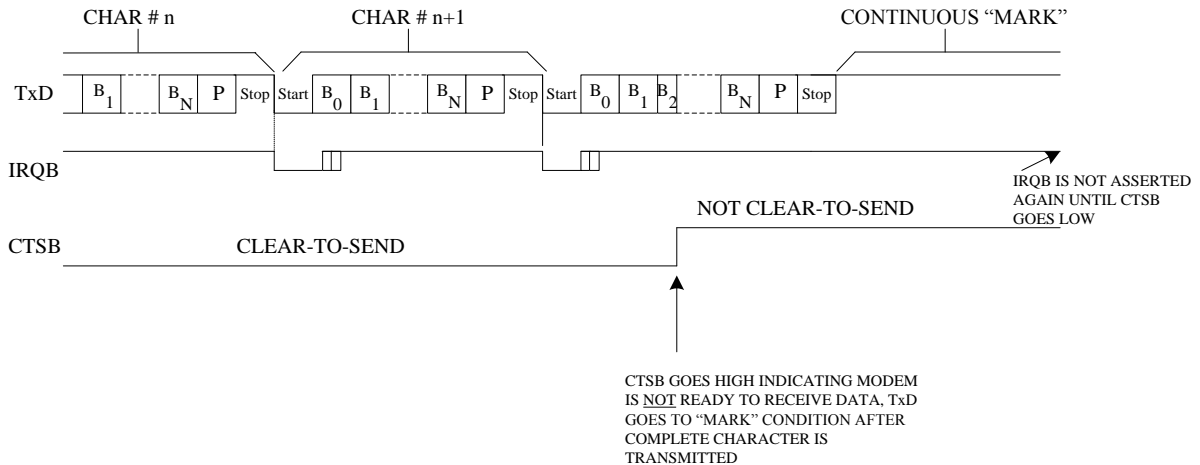 CHAR # n
CHAR # n+1
CONTINUOUS “MARK”
TxD
B1
BN
P
Stop
Start
B0
B1
BN
P
Stop
Start
B0
B1
B2
BN
P
Stop
IRQB
IRQB IS NOT ASSERTED
AGAIN UNTIL CTSB
GOES LOW
NOT CLEAR-TO-SEND
CTSB
CLEAR-TO-SEND
CTSB GOES HIGH INDICATING MODEM
IS NOT READY TO RECEIVE DATA, TxD
GOES TO “MARK” CONDITION AFTER
COMPLETE CHARACTER IS
TRANSMITTED